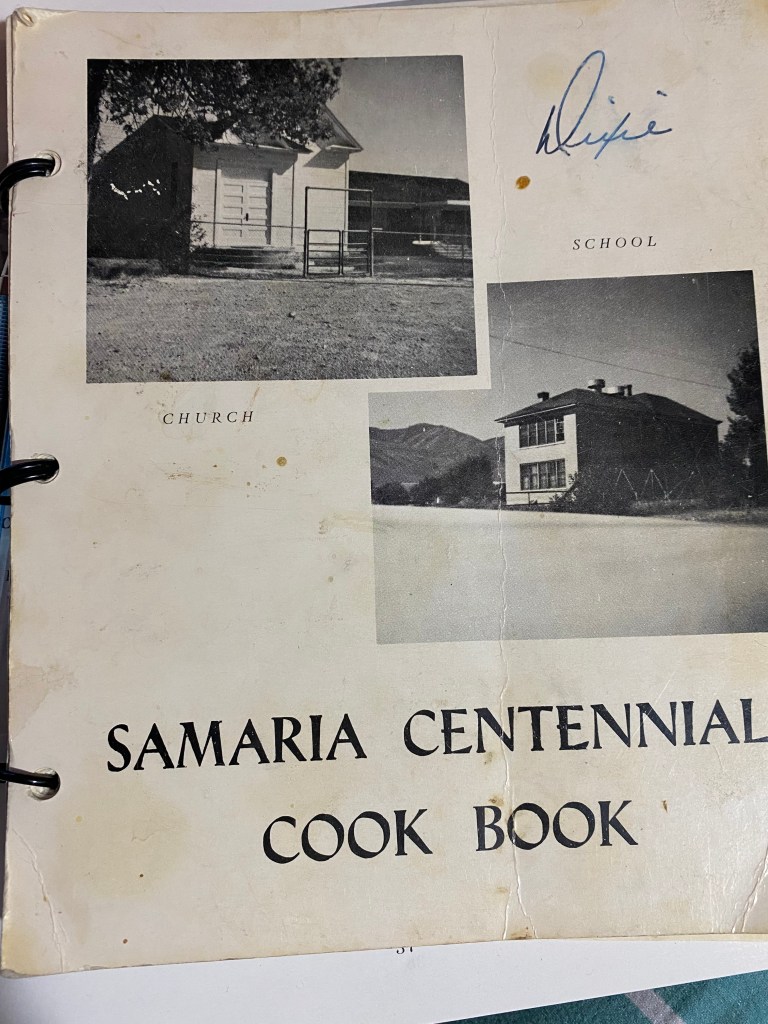 Dixie
SCHOOL
CHURCH
SAMARIA CENTENNIAL
COOK BOOK